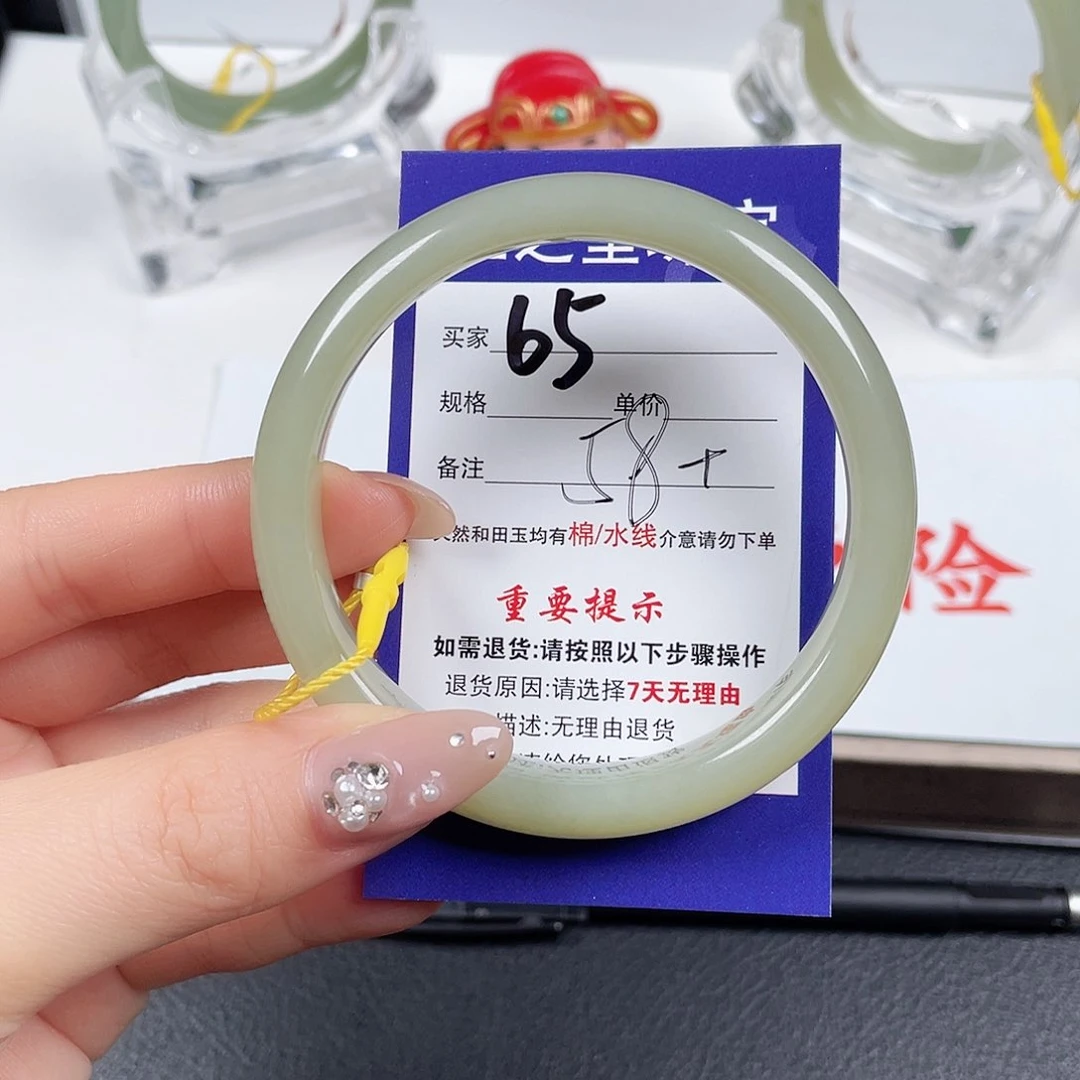 之
买家 65
规格 单价
备注 58+
天然和田玉均有棉/水线介意请勿下单
重要提示
如需退货:请按照以下步骤操作
退货原因:请选择7天无理由
描述:无理由退货
险